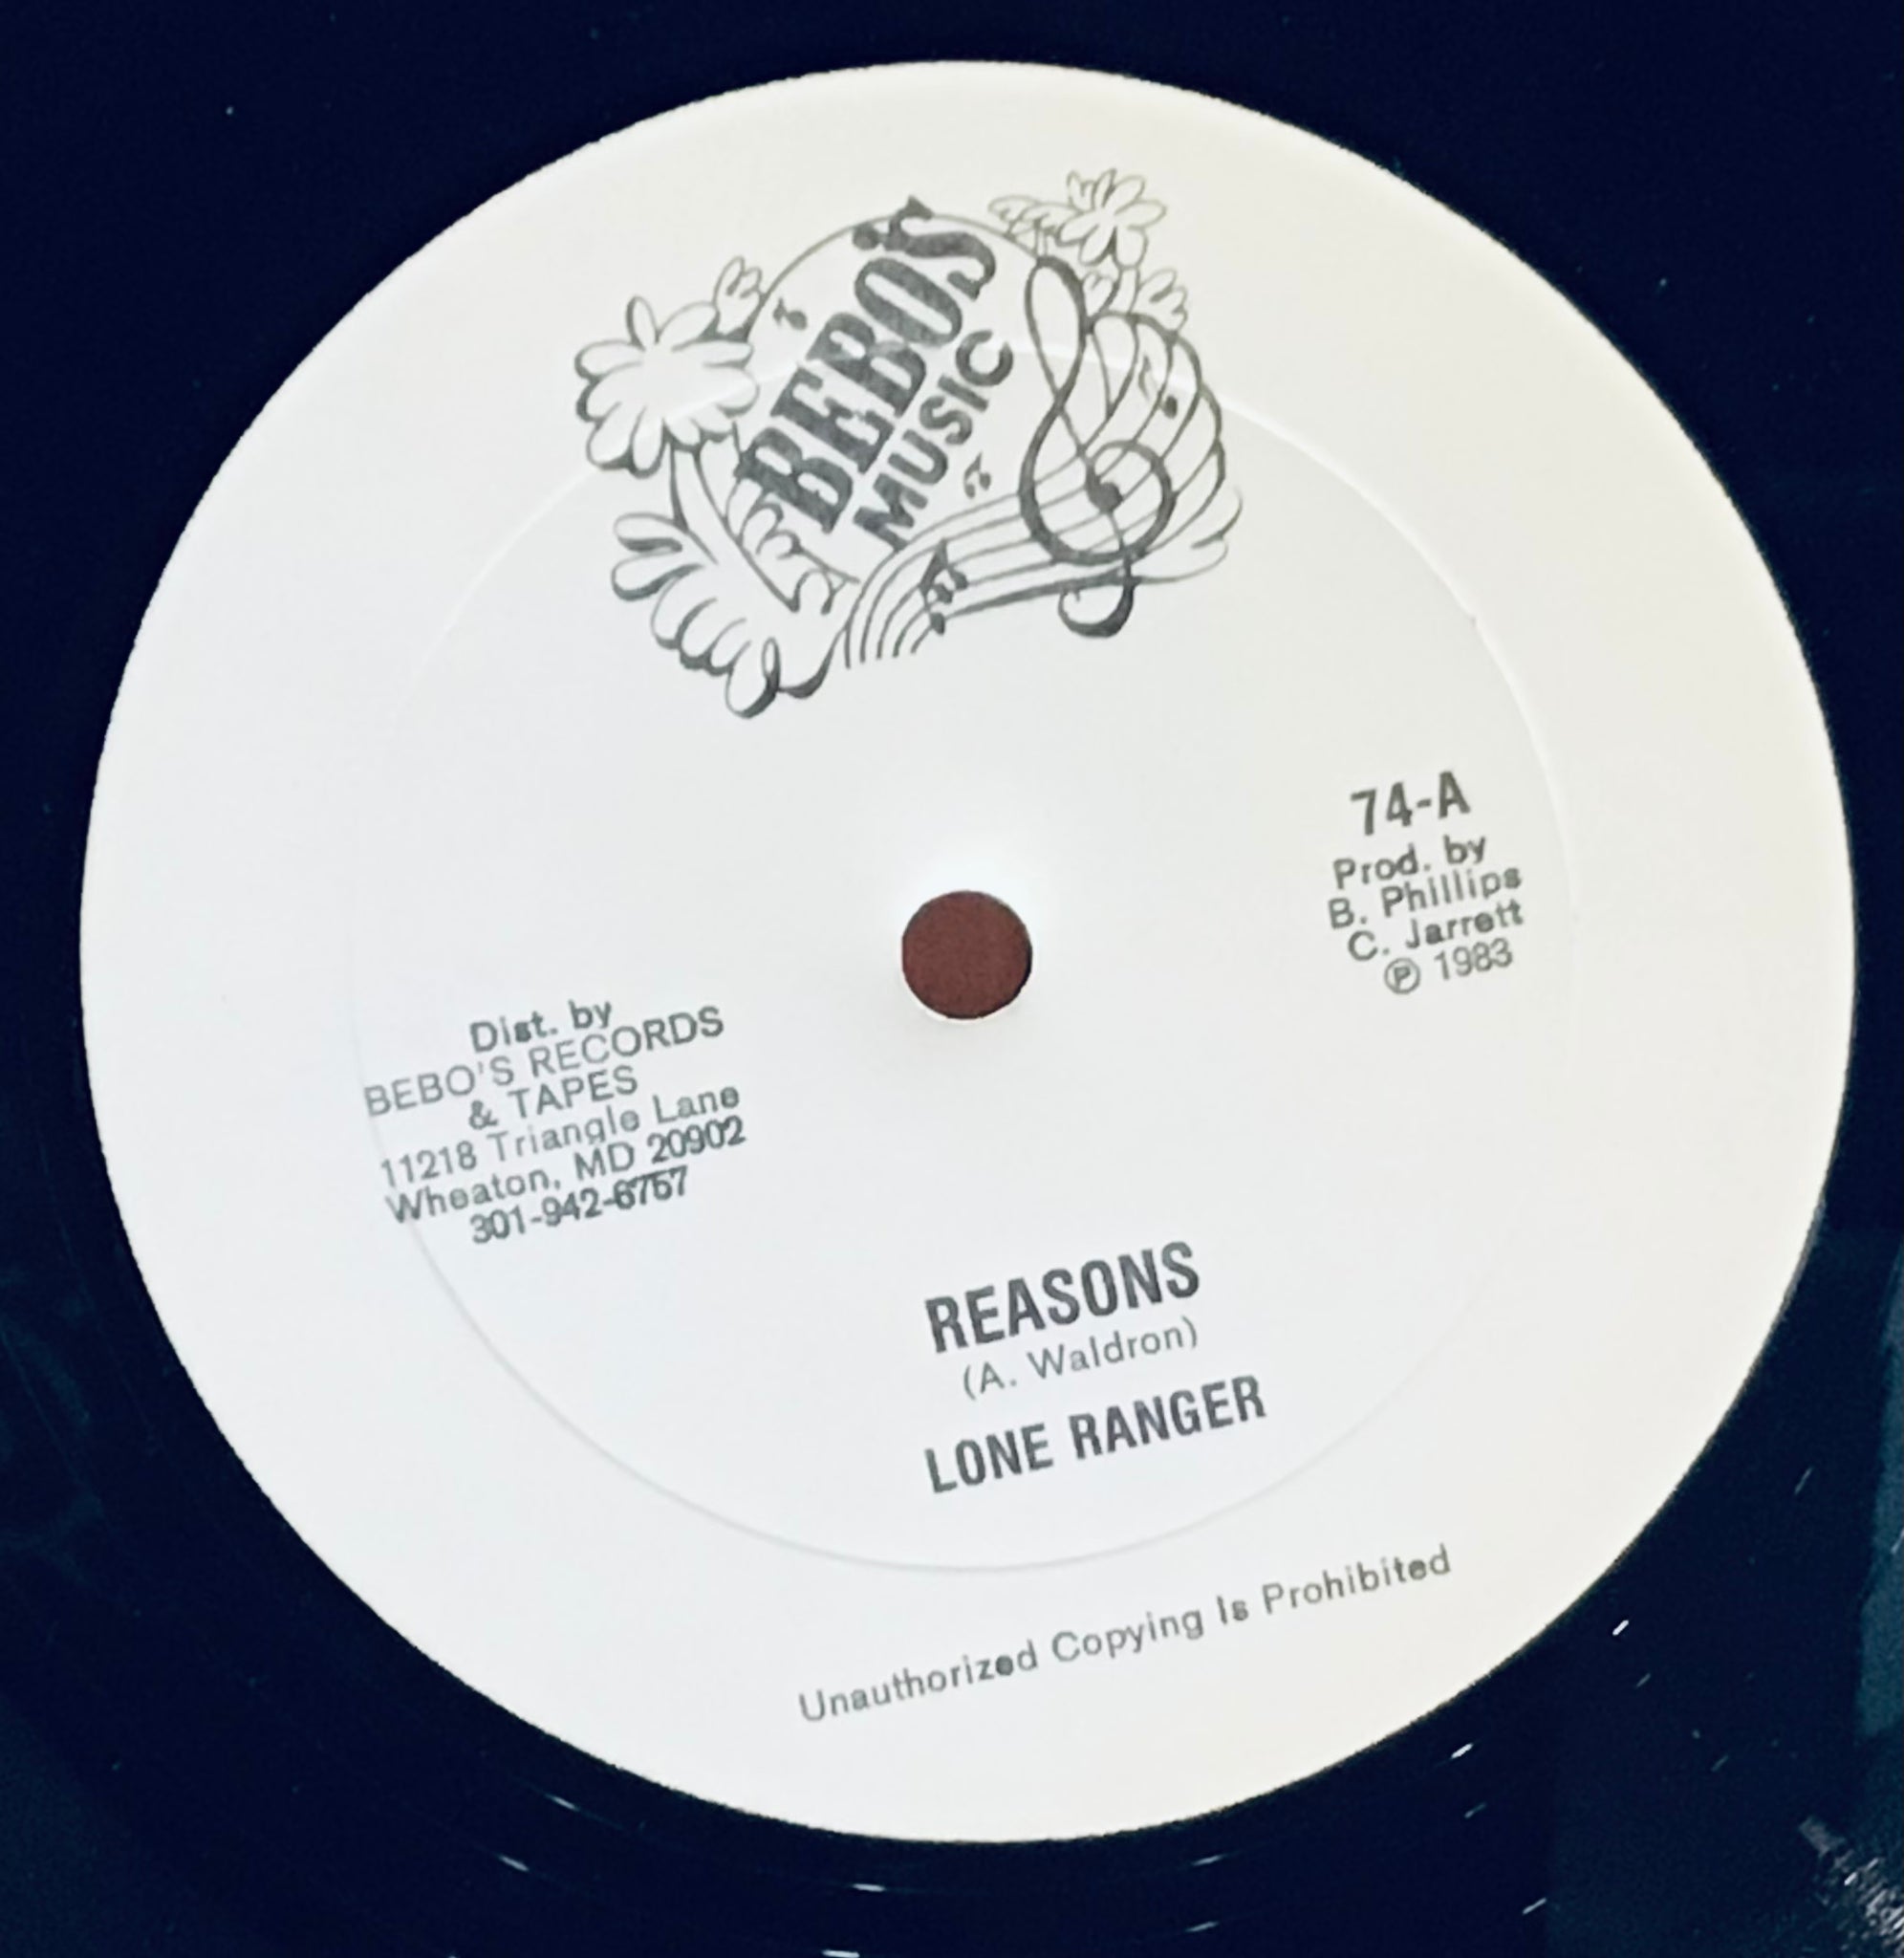 BEBO'S
MUSIC
74-A
Prod. by
B. Phillips
C. Jarrett
℗ 1983
Dist. by
BEBO'S RECORDS
& TAPES
11218 Triangle Lane
Wheaton, MD 20902
301-942-6757
REASONS
(A. Waldron)
LONE RANGER
Unauthorized Copying Is Prohibited